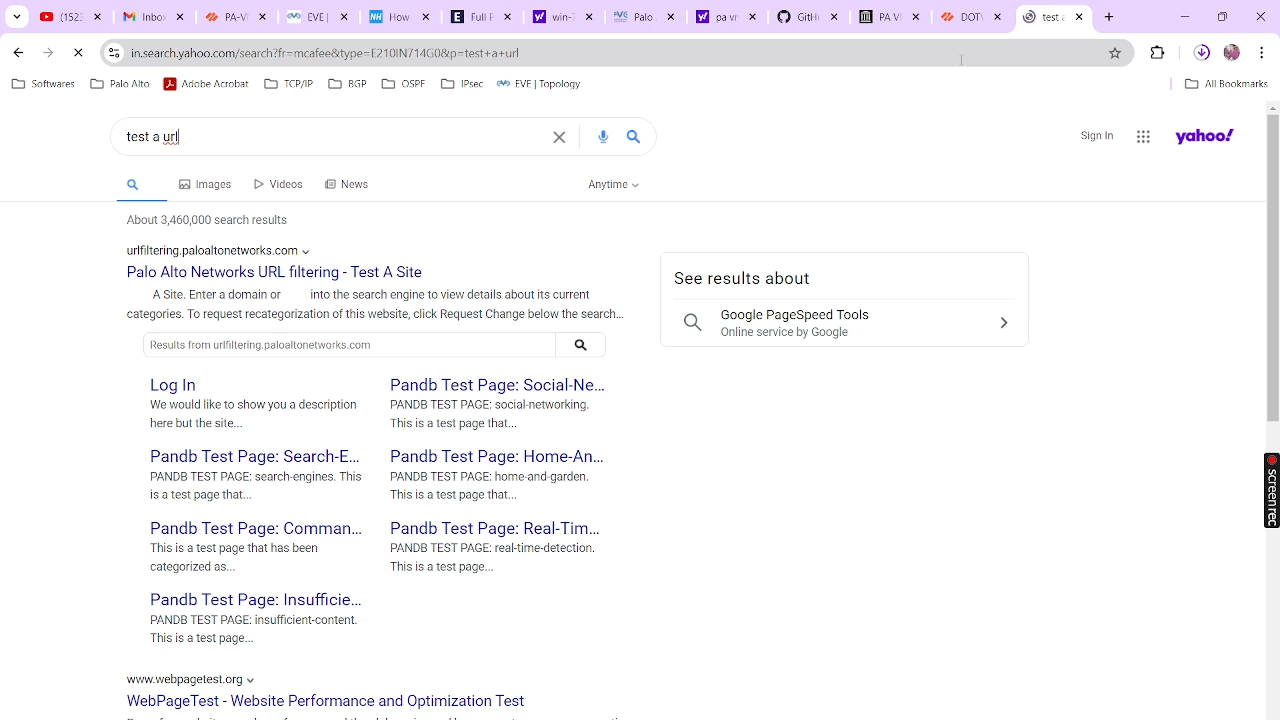 (152)
Inbox
PA-V
How
EdIT F
win-
Palo
pa v
GitH
PA V
DOT
test a
in.search.yahoo.com/search?fr=mcafee&type=E210IN714G0&p=test+a+url
Softwares
Palo Alto
Adobe Acrobat
TCP/IP
BGP
OSPF
IPsec
EVE | Topology
All Bookmarks
test a url
Sign In
yahoo!
Images
Videos
News
Anytime
About 3,460,000 search results
urlfiltering.paloaltonetworks.com
Palo Alto Networks URL filtering - Test A Site
A Site. Enter a domain or into the search engine to view details about its current
categories. To request recategorization of this website, click Request Change below the search...
Results from urlfiltering.paloaltonetworks.com
Log In
We would like to show you a description
here but the site...
Pandb Test Page: Social-Ne...
PANDB TEST PAGE: social-networking.
This is a test page that...
Pandb Test Page: Search-E...
PANDB TEST PAGE: search-engines. This
is a test page that...
Pandb Test Page: Home-An...
PANDB TEST PAGE: home-and-garden.
This is a test page that...
Pandb Test Page: Comman...
This is a test page that has been
categorized as...
Pandb Test Page: Real-Tim...
PANDB TEST PAGE: real-time-detection.
This is a test page...
Pandb Test Page: Insufficie...
PANDB TEST PAGE: insufficient-content.
This is a test page...
www.webpagetest.org
WebPageTest - Website Performance and Optimization Test
See results about
Google PageSpeed Tools
Online service by Google
screenrec